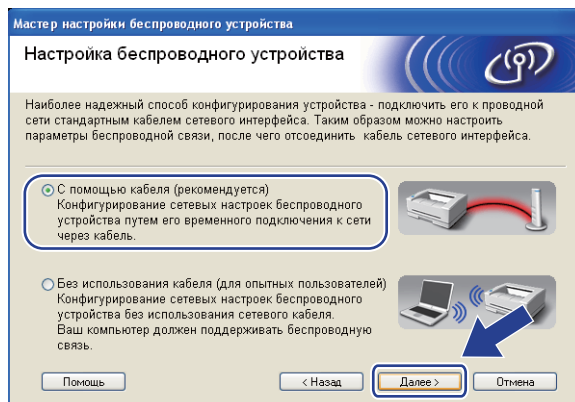 Мастер настройки беспроводного устройства
Настройка беспроводного устройства
Наиболее надежный способ конфигурирования устройства - подключить его к проводной
сети стандартным кабелем сетевого интерфейса. Таким образом можно настроить
параметры беспроводной связи, после чего отсоединить кабель сетевого интерфейса.
С помощью кабеля (рекомендуется)
Конфигурирование сетевых настроек беспроводного
устройства путем его временного подключения к сети
через кабель.
Без использования кабеля (для опытных пользователей)
Конфигурирование сетевых настроек беспроводного
устройства без использования сетевого кабеля.
Ваш компьютер должен поддерживать беспроводную
связь.
Помощь < Назад Далее > Отмена